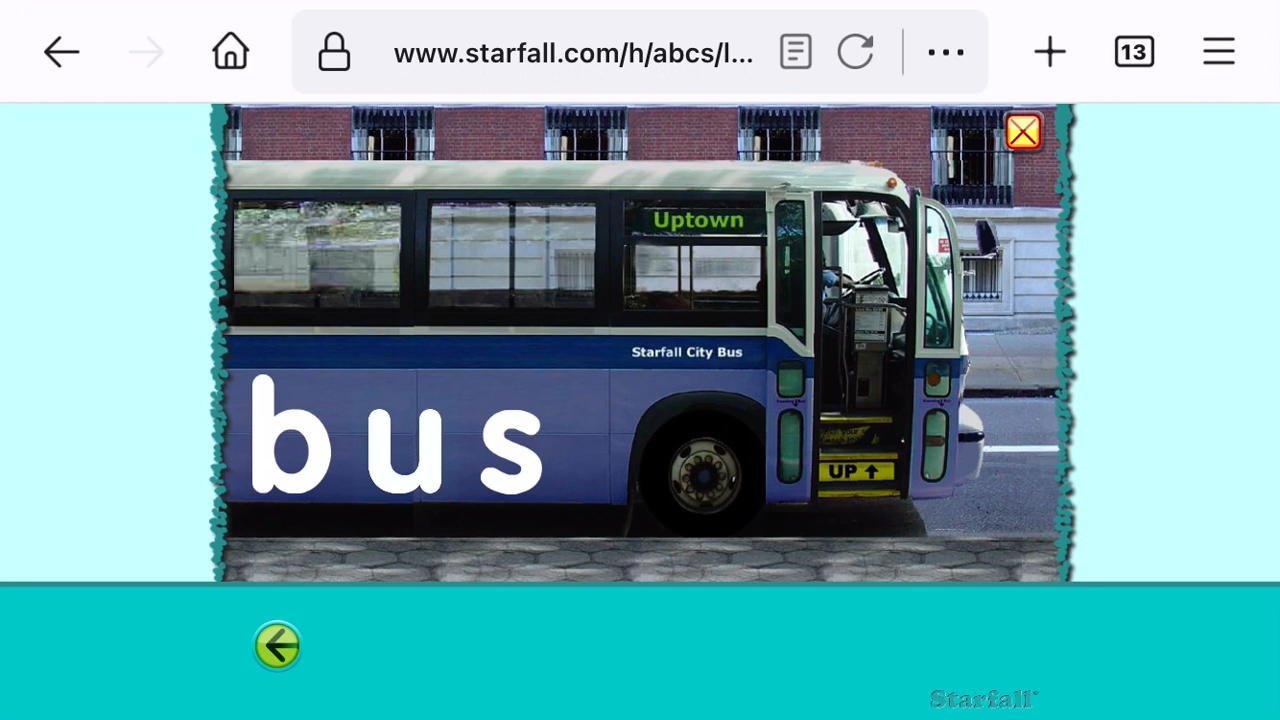 www.starfall.com/h/abcs/l...
13
Uptown
Starfall City Bus
bus
UP ↑
Starfall